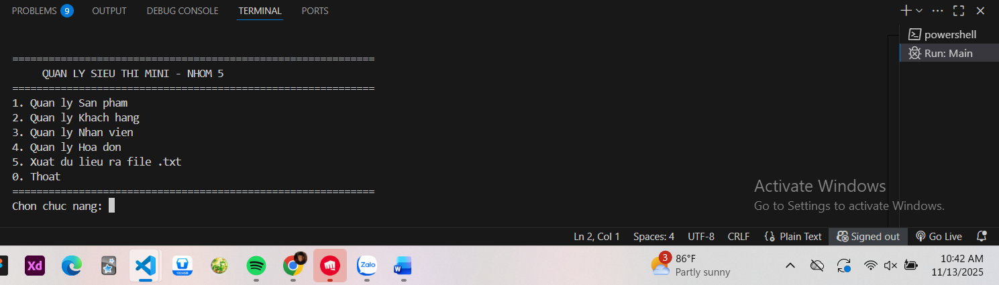 PROBLEMS 9 OUTPUT DEBUG CONSOLE TERMINAL PORTS
powershell
Run: Main
============================================================
QUAN LY SIEU THI MINI - NHOM 5
============================================================
1. Quan ly San pham
2. Quan ly Khach hang
3. Quan ly Nhan vien
4. Quan ly Hoa don
5. Xuat du lieu ra file .txt
0. Thoat
============================================================
Chon chuc nang:
Activate Windows
Go to Settings to activate Windows.
Ln 2, Col 1 Spaces: 4 UTF-8 CRLF {} Plain Text Signed out Go Live
Xd
Zalo
W
3
86°F
Partly sunny
10:42 AM
11/13/2025